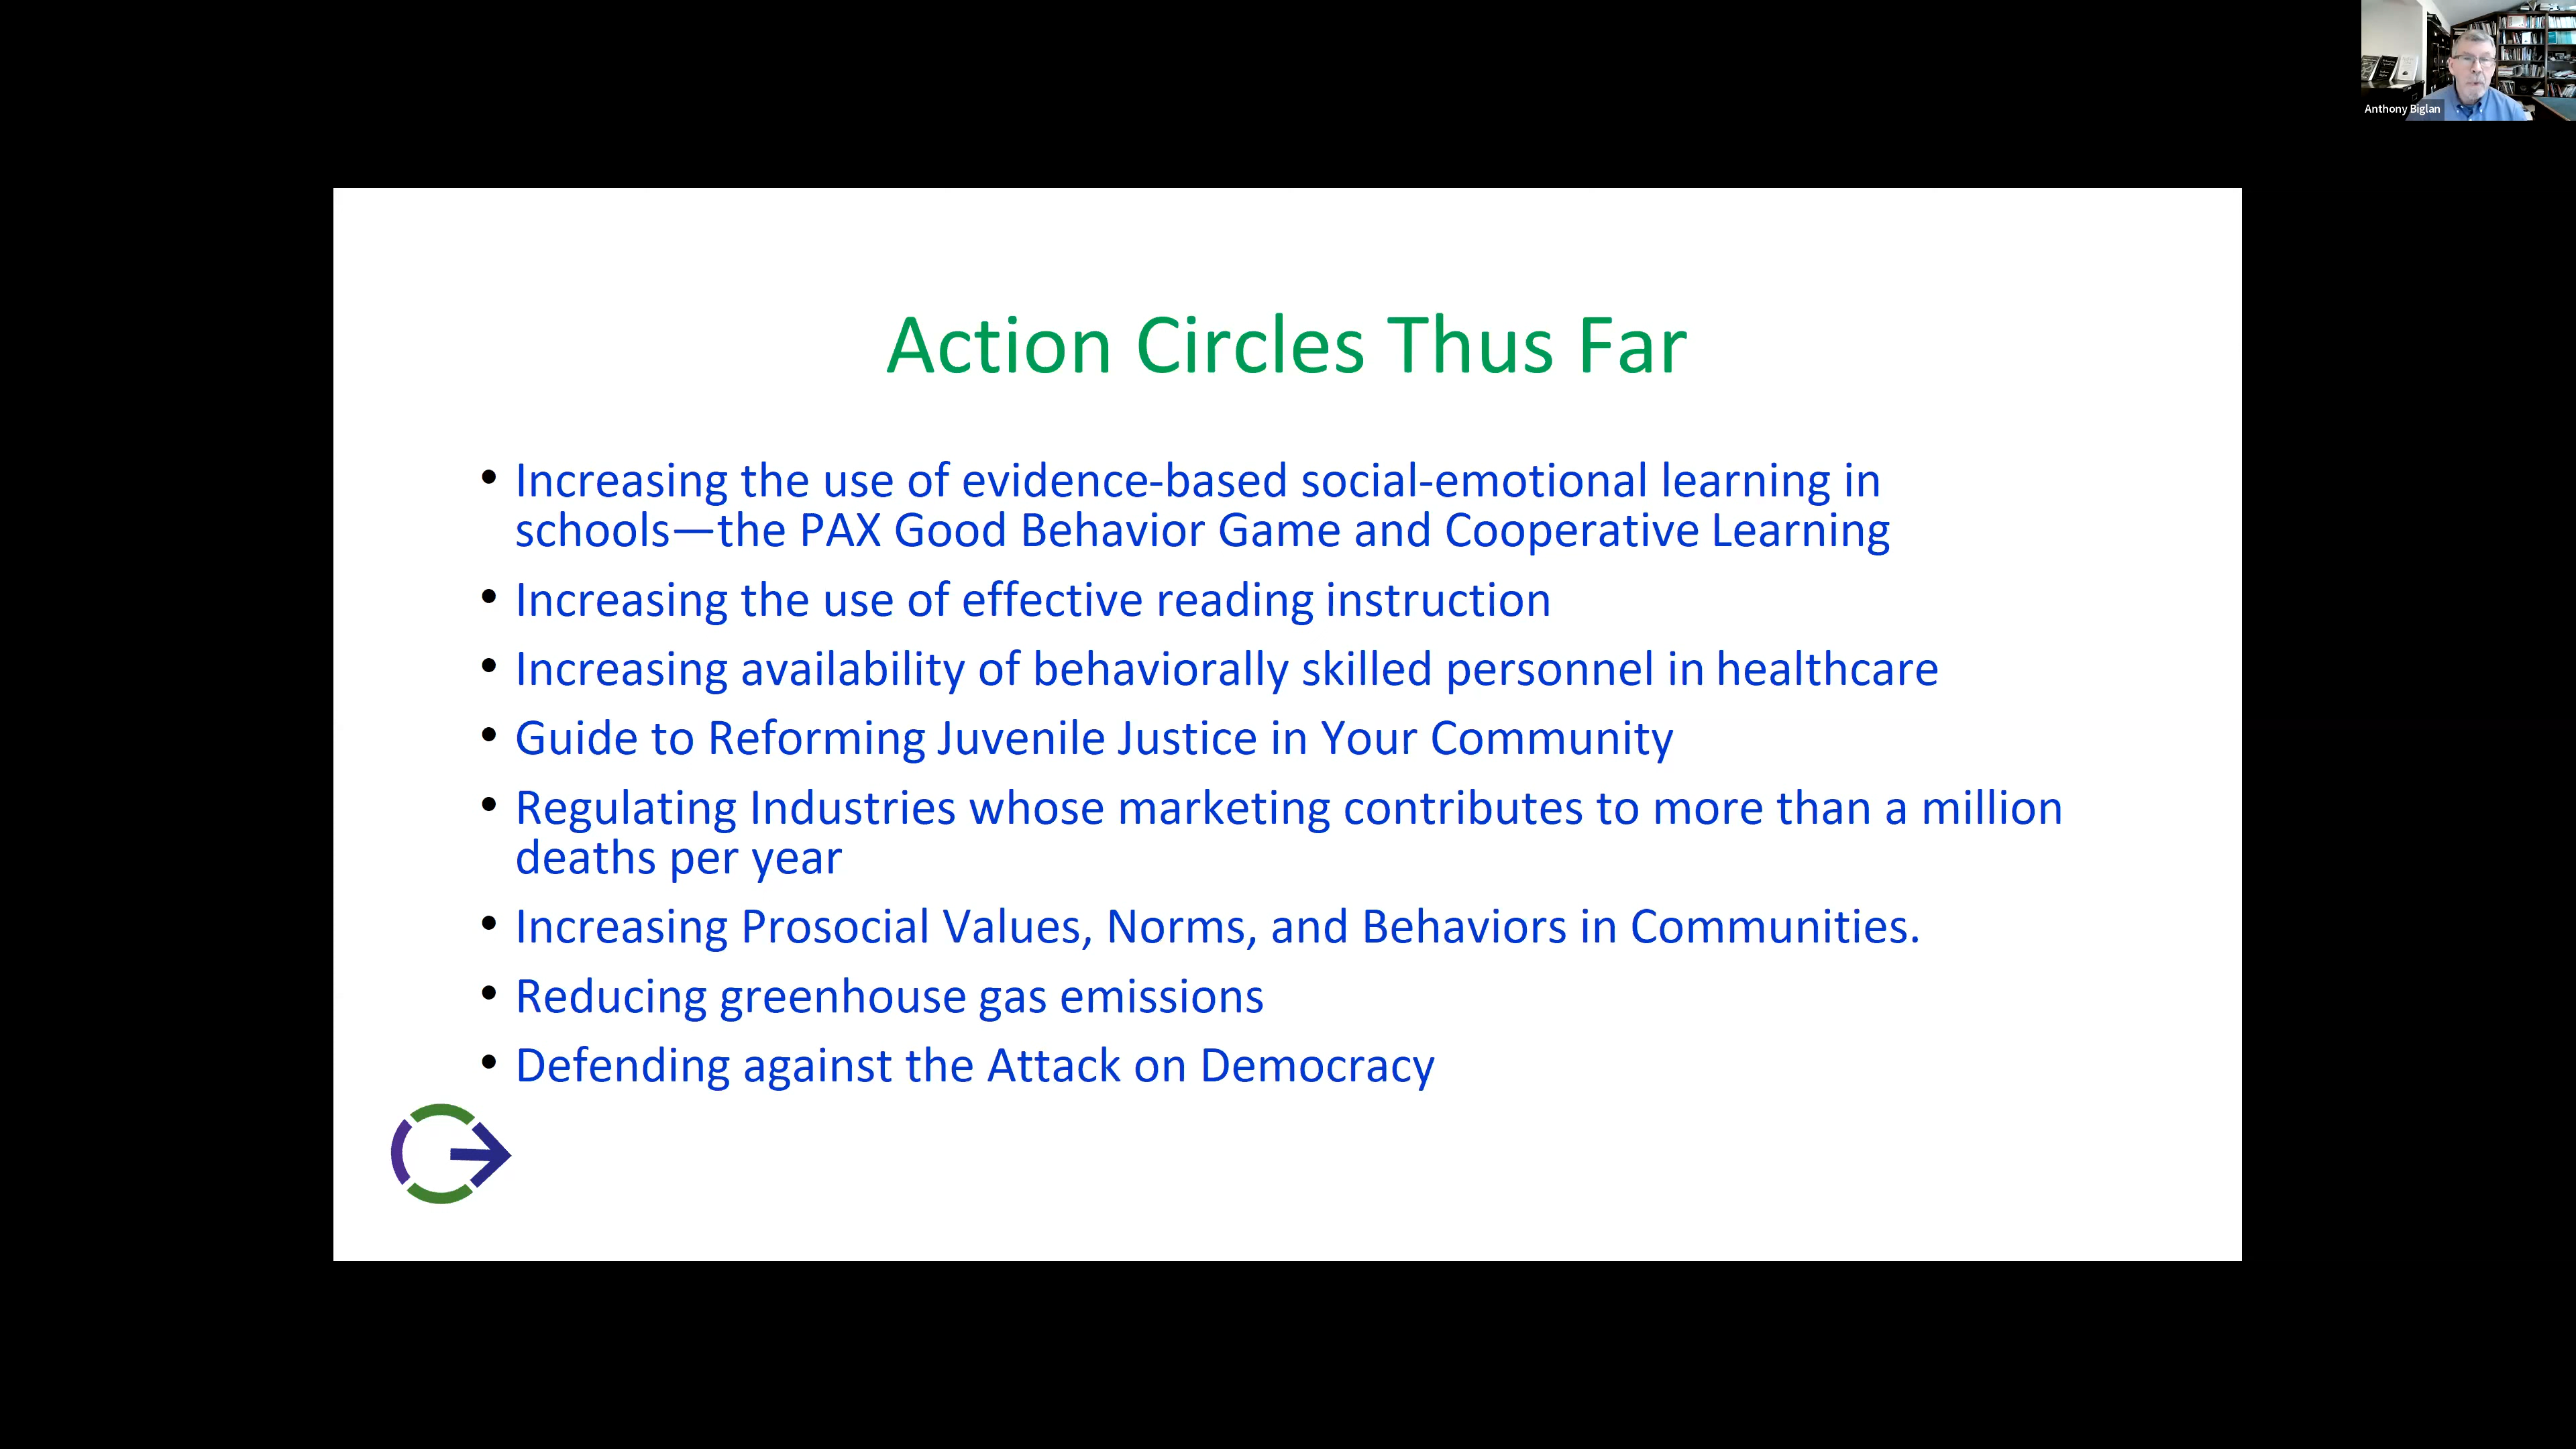 Anthony Biglan
Action Circles Thus Far
• Increasing the use of evidence-based social-emotional learning in
schools—the PAX Good Behavior Game and Cooperative Learning
• Increasing the use of effective reading instruction
• Increasing availability of behaviorally skilled personnel in healthcare
• Guide to Reforming Juvenile Justice in Your Community
• Regulating Industries whose marketing contributes to more than a million
deaths per year
• Increasing Prosocial Values, Norms, and Behaviors in Communities.
• Reducing greenhouse gas emissions
• Defending against the Attack on Democracy